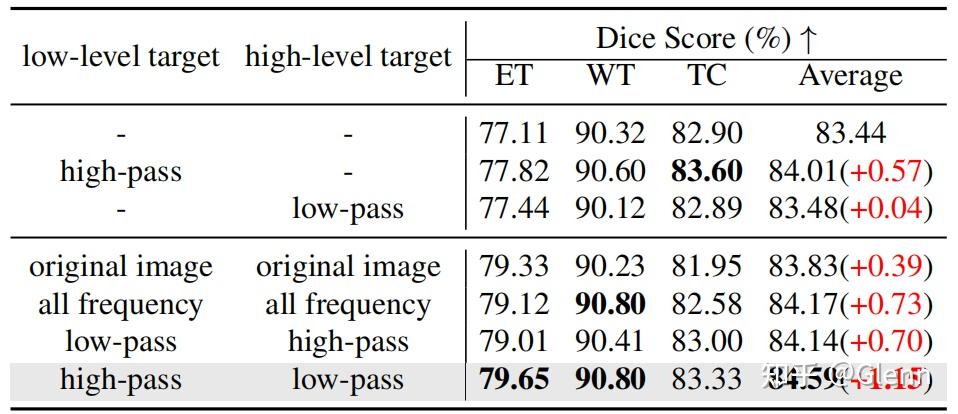 low-level target high-level target Dice Score (%) ↑
ET WT TC Average
- - 77.11 90.32 82.90 83.44
high-pass - 77.82 90.60 83.60 84.01(+0.57)
- low-pass 77.44 90.12 82.89 83.48(+0.04)
original image original image 79.33 90.23 81.95 83.83(+0.39)
all frequency all frequency 79.12 90.80 82.58 84.17(+0.73)
low-pass high-pass 79.01 90.41 83.00 84.14(+0.70)
high-pass low-pass 79.65 90.80 83.33 84.59(+1.15)
知乎 @Glenn